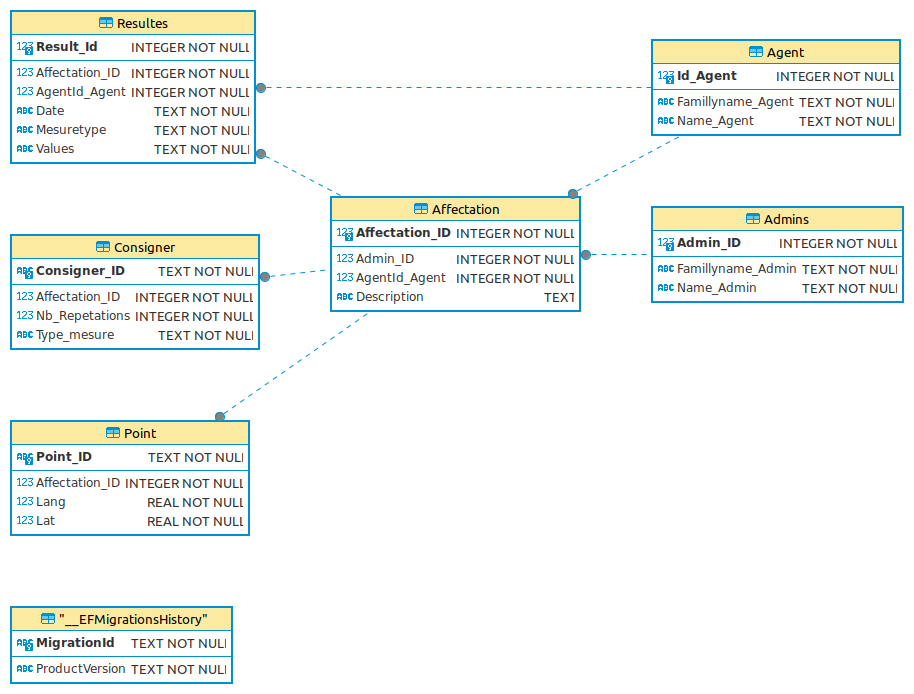 Resultes
123 Result_Id INTEGER NOT NULL
123 Affectation_ID INTEGER NOT NULL
123 AgentId_Agent INTEGER NOT NULL
ABC Date TEXT NOT NULL
ABC Mesuretype TEXT NOT NULL
ABC Values TEXT NOT NULL
Agent
123 Id_Agent INTEGER NOT NULL
ABC Famillyname_Agent TEXT NOT NULL
ABC Name_Agent TEXT NOT NULL
Affectation
123 Affectation_ID INTEGER NOT NULL
123 Admin_ID INTEGER NOT NULL
123 AgentId_Agent INTEGER NOT NULL
ABC Description TEXT
Admins
123 Admin_ID INTEGER NOT NULL
ABC Famillyname_Admin TEXT NOT NULL
ABC Name_Admin TEXT NOT NULL
Consigner
ABC Consigner_ID TEXT NOT NULL
123 Affectation_ID INTEGER NOT NULL
123 Nb_Repetations INTEGER NOT NULL
ABC Type_mesure TEXT NOT NULL
Point
ABC Point_ID TEXT NOT NULL
123 Affectation_ID INTEGER NOT NULL
123 Lang REAL NOT NULL
123 Lat REAL NOT NULL
"__EFMigrationsHistory"
ABC MigrationId TEXT NOT NULL
ABC ProductVersion TEXT NOT NULL